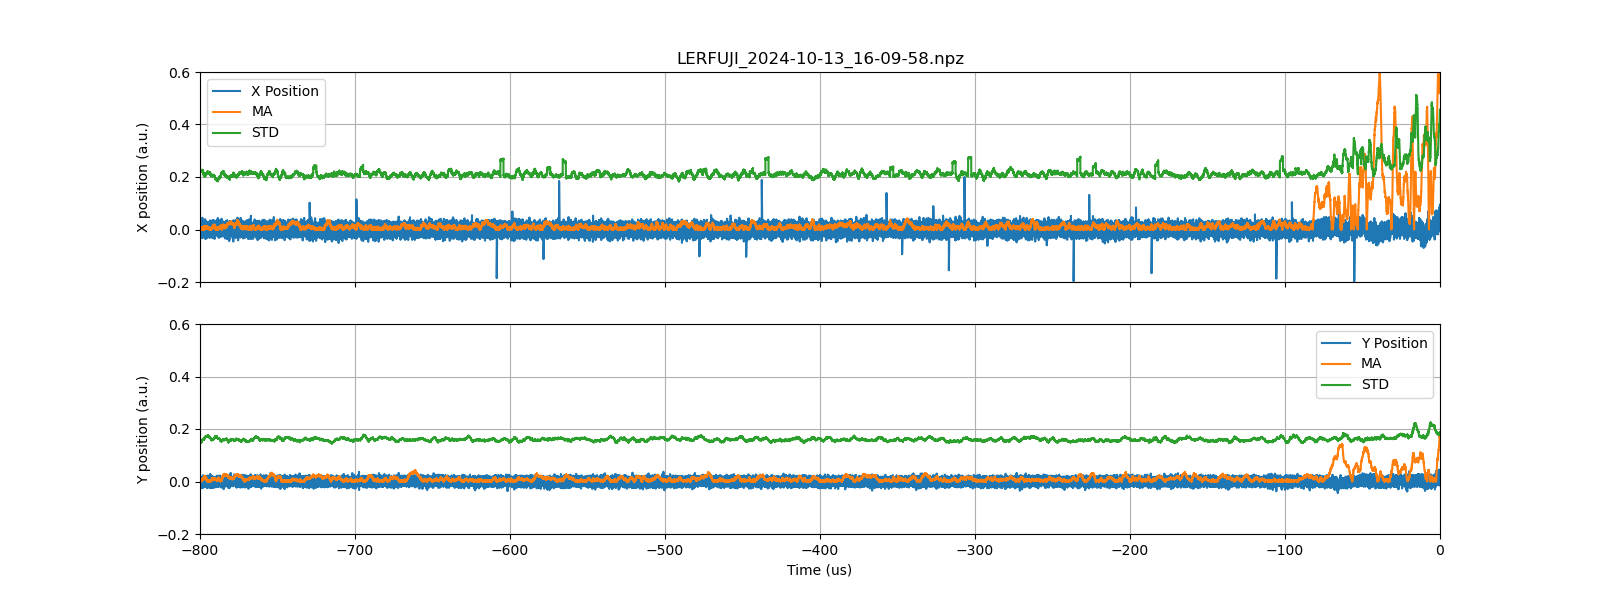 LERFUJI_2024-10-13_16-09-58.npz
0.6
0.4
0.2
0.0
−0.2
X position (a.u.)
X Position
MA
STD
0.6
0.4
0.2
0.0
−0.2
Y position (a.u.)
Y Position
MA
STD
−800 −700 −600 −500 −400 −300 −200 −100 0
Time (us)